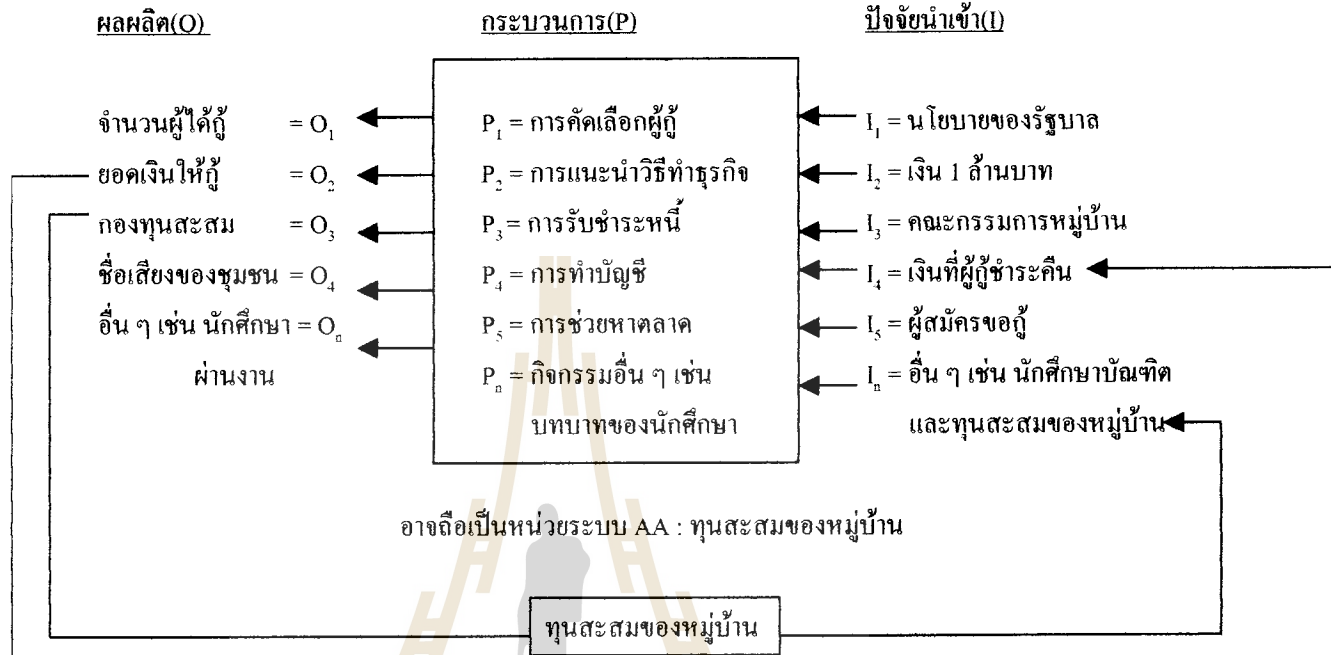 ผลผลิต(O) กระบวนการ(P) ปัจจัยนำเข้า(I)
จำนวนผู้ได้กู้ = O₁ P₁ = การคัดเลือกผู้กู้ I₁ = นโยบายของรัฐบาล
ยอดเงินให้กู้ = O₂ P₂ = การแนะนำวิธีทำธุรกิจ I₂ = เงิน 1 ล้านบาท
กองทุนสะสม = O₃ P₃ = การรับชำระหนี้ I₃ = คณะกรรมการหมู่บ้าน
ชื่อเสียงของชุมชน = O₄ P₄ = การทำบัญชี I₄ = เงินที่ผู้กู้ชำระคืน
อื่น ๆ เช่น นักศึกษา = Oₙ P₅ = การช่วยหาตลาด I₅ = ผู้สมัครขอกู้
ผ่านงาน Pₙ = กิจกรรมอื่น ๆ เช่น Iₙ = อื่น ๆ เช่น นักศึกษาบัณฑิต
บทบาทของนักศึกษา และทุนสะสมของหมู่บ้าน
อาจถือเป็นหน่วยระบบ AA : ทุนสะสมของหมู่บ้าน
ทุนสะสมของหมู่บ้าน